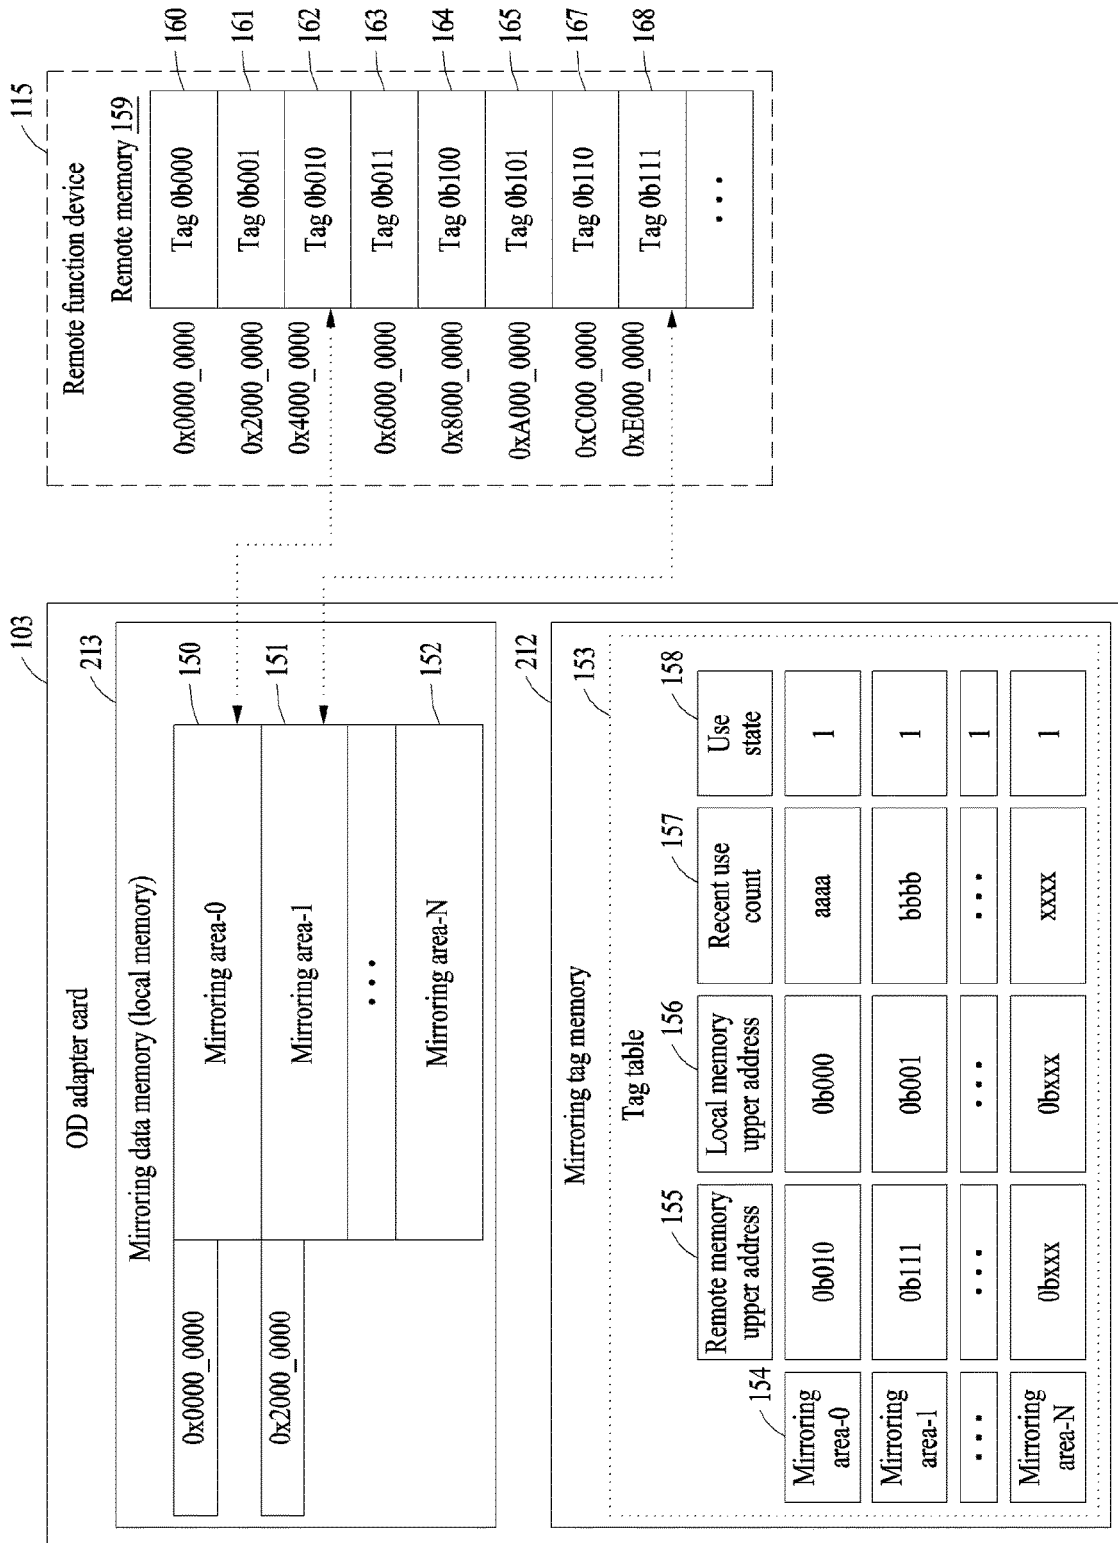 103
OD adapter card
213
Mirroring data memory (local memory)
0x0000_0000
Mirroring area-0
150
0x2000_0000
Mirroring area-1
151
• • •
Mirroring area-N
152
212
Mirroring tag memory
153
Tag table
154
155
156
157
158
Remote memory
upper address
Local memory
upper address
Recent use
count
Use
state
Mirroring
area-0
0b010
0b000
aaaa
1
Mirroring
area-1
0b111
0b001
bbbb
1
• • •
• • •
• • •
• • •
1
Mirroring
area-N
0bxxx
0bxxx
xxxx
1
115
Remote function device
Remote memory 159
0x0000_0000
Tag 0b000
160
0x2000_0000
Tag 0b001
161
0x4000_0000
Tag 0b010
162
0x6000_0000
Tag 0b011
163
0x8000_0000
Tag 0b100
164
0xA000_0000
Tag 0b101
165
0xC000_0000
Tag 0b110
167
0xE000_0000
Tag 0b111
168
• • •